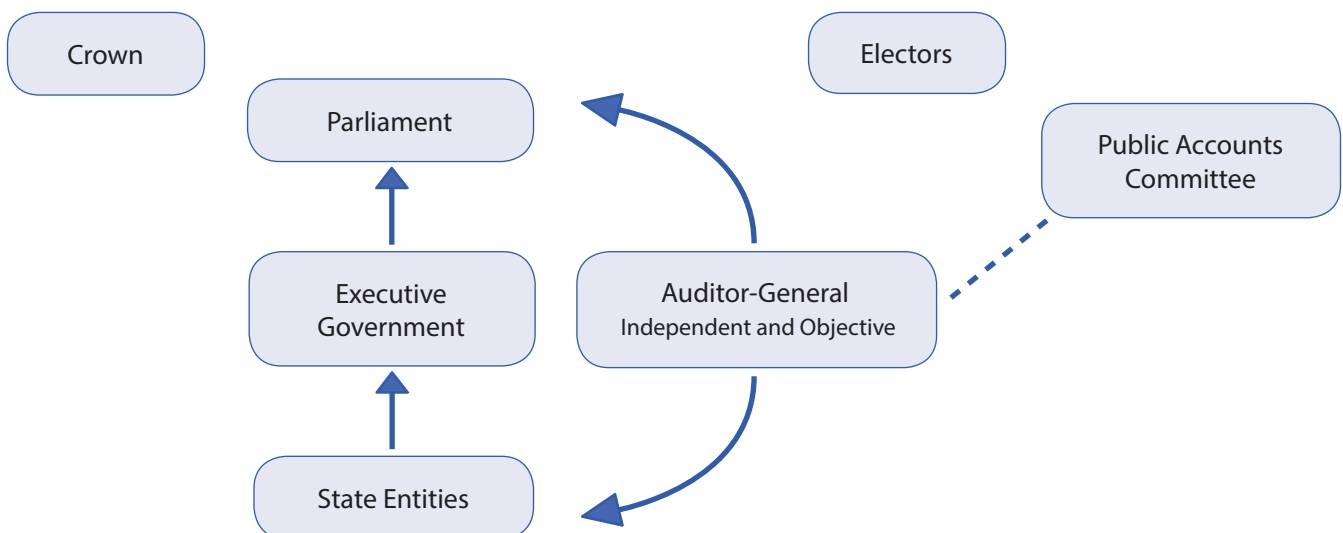 Crown
Electors
Parliament
Public Accounts
Committee
Executive
Government
Auditor-General
Independent and Objective
State Entities